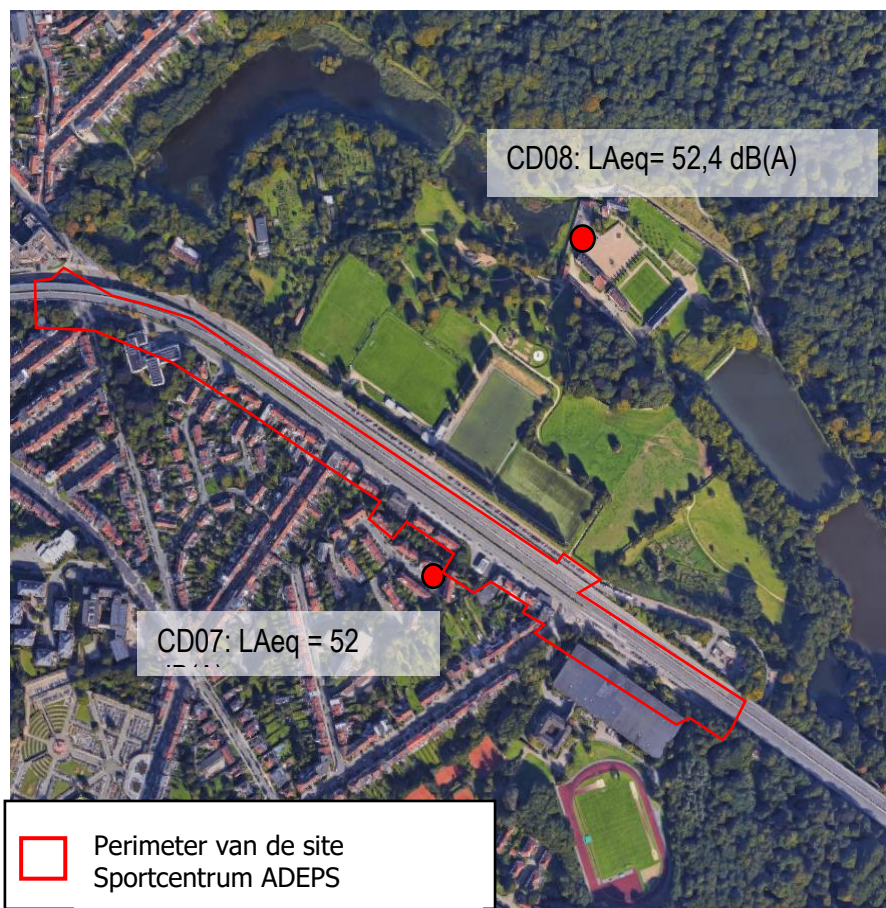 CD08: LAeq= 52,4 dB(A)
CD07: LAeq = 52
Perimeter van de site
Sportcentrum ADEPS